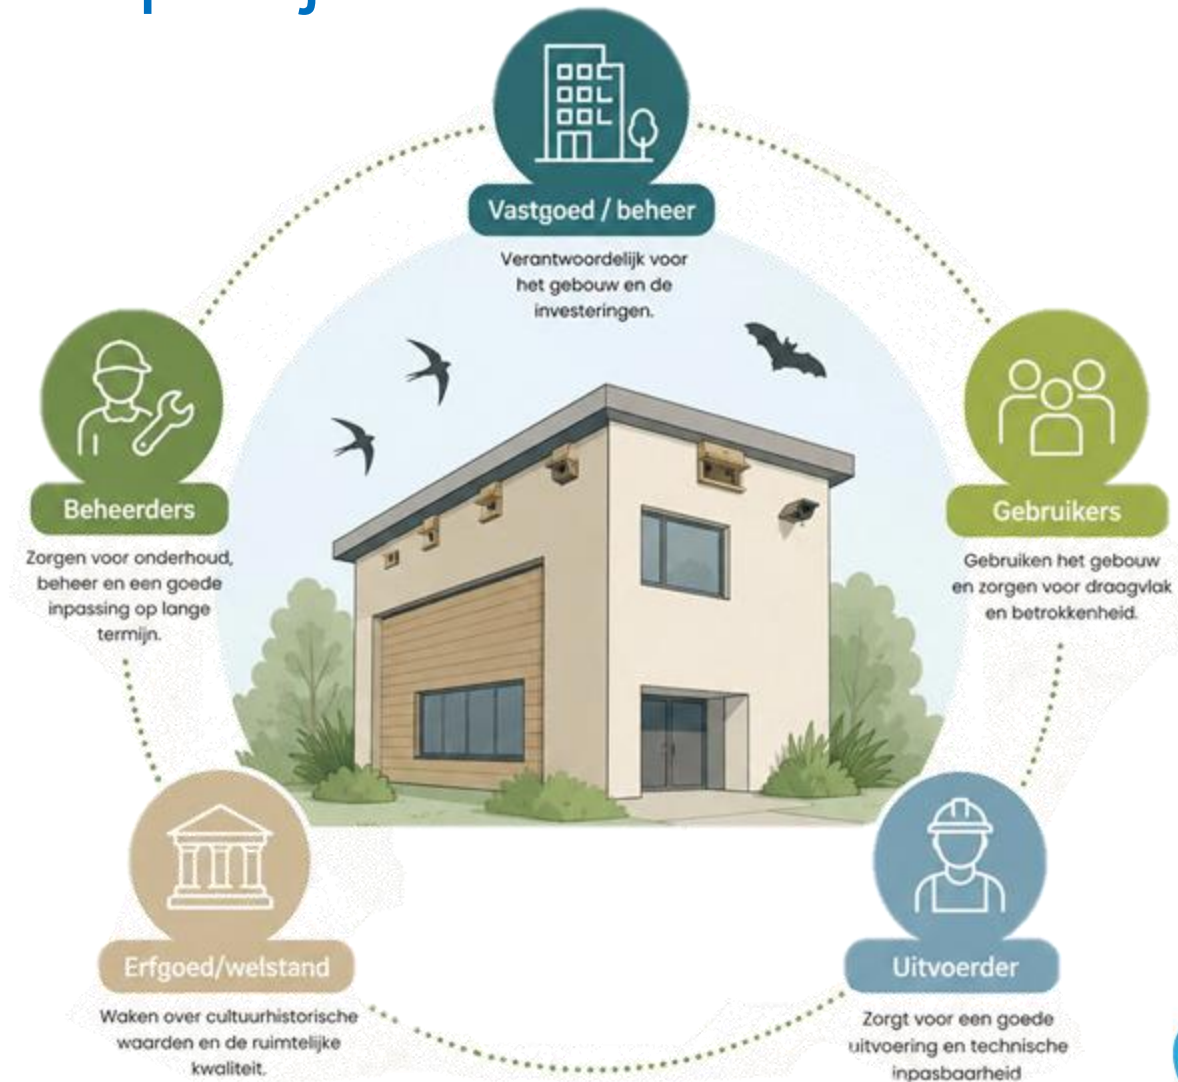 Vastgoed / beheer
Verantwoordelijk voor
het gebouw en de
investeringen.
Beheerders
Zorgen voor onderhoud,
beheer en een goede
inpassing op lange
termijn.
Gebruikers
Gebruiken het gebouw
en zorgen voor draagvlak
en betrokkenheid.
Erfgoed/welstand
Waken over cultuurhistorische
waarden en de ruimtelijke
kwaliteit.
Uitvoerder
Zorgt voor een goede
uitvoering en technische
inpasbaarheid